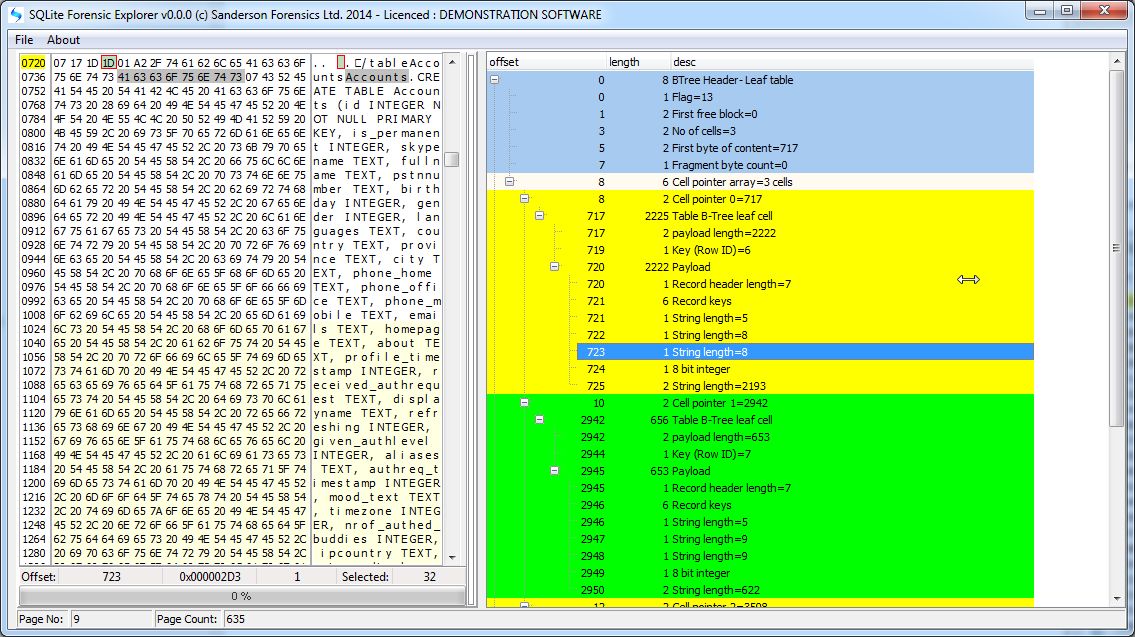 SQLite Forensic Explorer v0.0.0 (c) Sanderson Forensics Ltd. 2014 - Licenced : DEMONSTRATION SOFTWARE
File About
0720 07 17 1D 1D 01 A2 2F 74 61 62 6C 65 41 63 63 6F /tableAcco
0736 75 6E 74 73 41 63 63 6F 75 6E 74 73 07 43 52 45 untsAccounts.CRE
0752 41 54 45 20 54 41 42 4C 45 20 41 63 63 6F 75 6E ATE TABLE Accoun
0768 74 73 20 28 69 64 20 49 4E 54 45 47 45 52 20 4E ts (id INTEGER N
0784 4F 54 20 4E 55 4C 4C 20 50 52 49 4D 41 52 59 20 OT NULL PRIMARY
0800 4B 45 59 2C 20 69 73 5F 70 65 72 6D 61 6E 65 6E KEY, is_permanen
0816 74 20 49 4E 54 45 47 45 52 2C 20 73 6B 79 70 65 t INTEGER, skype
0832 6E 61 6D 65 20 54 45 58 54 2C 20 66 75 6C 6C 6E name TEXT, fulln
0848 61 6D 65 20 54 45 58 54 2C 20 70 73 74 6E 6E 75 ame TEXT, pstnnu
0864 6D 62 65 72 20 54 45 58 54 2C 20 62 69 72 74 68 mber TEXT, birth
0880 64 61 79 20 49 4E 54 45 47 45 52 2C 20 67 65 6E day INTEGER, gen
0896 64 65 72 20 49 4E 54 45 47 45 52 2C 20 6C 61 6E der INTEGER, lan
0912 67 75 61 67 65 73 20 54 45 58 54 2C 20 63 6F 75 guages TEXT, cou
0928 6E 74 72 79 20 54 45 58 54 2C 20 70 72 6F 76 69 ntry TEXT, provi
0944 6E 63 65 20 54 45 58 54 2C 20 63 69 74 79 20 54 nce TEXT, city T
0960 45 58 54 2C 20 70 68 6F 6E 65 5F 68 6F 6D 65 20 EXT, phone_home
0976 54 45 58 54 2C 20 70 68 6F 6E 65 5F 6F 66 66 69 TEXT, phone_offi
0992 63 65 20 54 45 58 54 2C 20 70 68 6F 6E 65 5F 6D ce TEXT, phone_m
1008 6F 62 69 6C 65 20 54 45 58 54 2C 20 65 6D 61 69 obile TEXT, emai
1024 6C 73 20 54 45 58 54 2C 20 68 6F 6D 65 70 61 67 ls TEXT, homepag
1040 65 20 54 45 58 54 2C 20 61 62 6F 75 74 20 54 45 e TEXT, about TE
1056 58 54 2C 20 70 72 6F 66 69 6C 65 5F 74 69 6D 65 XT, profile_time
1072 73 74 61 6D 70 20 49 4E 54 45 47 45 52 2C 20 72 stamp INTEGER, r
1088 65 63 65 69 76 65 64 5F 61 75 74 68 72 65 71 75 eceived_authrequ
1104 65 73 74 20 54 45 58 54 2C 20 64 69 73 70 6C 61 est TEXT, displa
1120 79 6E 61 6D 65 20 54 45 58 54 2C 20 72 65 66 72 yname TEXT, refr
1136 65 73 68 69 6E 67 20 49 4E 54 45 47 45 52 2C 20 eshing INTEGER,
1152 67 69 76 65 6E 5F 61 75 74 68 6C 65 76 65 6C 20 given_authlevel
1168 49 4E 54 45 47 45 52 2C 20 61 6C 69 61 73 65 73 INTEGER, aliases
1184 20 54 45 58 54 2C 20 61 75 74 68 72 65 71 5F 74 TEXT, authreq_t
1200 69 6D 65 73 74 61 6D 70 20 49 4E 54 45 47 45 52 imestamp INTEGER
1216 2C 20 6D 6F 6F 64 5F 74 65 78 74 20 54 45 58 54 , mood_text TEXT
1232 2C 20 74 69 6D 65 7A 6F 6E 65 20 49 4E 54 45 47 , timezone INTEG
1248 45 52 2C 20 6E 72 6F 66 5F 61 75 74 68 65 64 5F ER, nrof_authed_
1264 62 75 64 64 69 65 73 20 49 4E 54 45 47 45 52 2C buddies INTEGER,
1280 20 69 70 63 6F 75 6E 74 72 79 20 54 45 58 54 2C ipcountry TEXT,
Offset: 723 0x000002D3 1 Selected: 32
0 %
offset length desc
0 8 BTree Header- Leaf table
0 1 Flag=13
1 2 First free block=0
3 2 No of cells=3
5 2 First byte of content=717
7 1 Fragment byte count=0
8 6 Cell pointer array=3 cells
8 2 Cell pointer 0=717
717 2225 Table B-Tree leaf cell
717 2 payload length=2222
719 1 Key (Row ID)=6
720 2222 Payload
720 1 Record header length=7
721 6 Record keys
721 1 String length=5
722 1 String length=8
723 1 String length=8
724 1 8 bit integer
725 2 String length=2193
10 2 Cell pointer 1=2942
2942 656 Table B-Tree leaf cell
2942 2 payload length=653
2944 1 Key (Row ID)=7
2945 653 Payload
2945 1 Record header length=7
2946 6 Record keys
2946 1 String length=5
2947 1 String length=9
2948 1 String length=9
2949 1 8 bit integer
2950 2 String length=622
12 2 Cell pointer 2=3508
Page No: 9 Page Count: 635